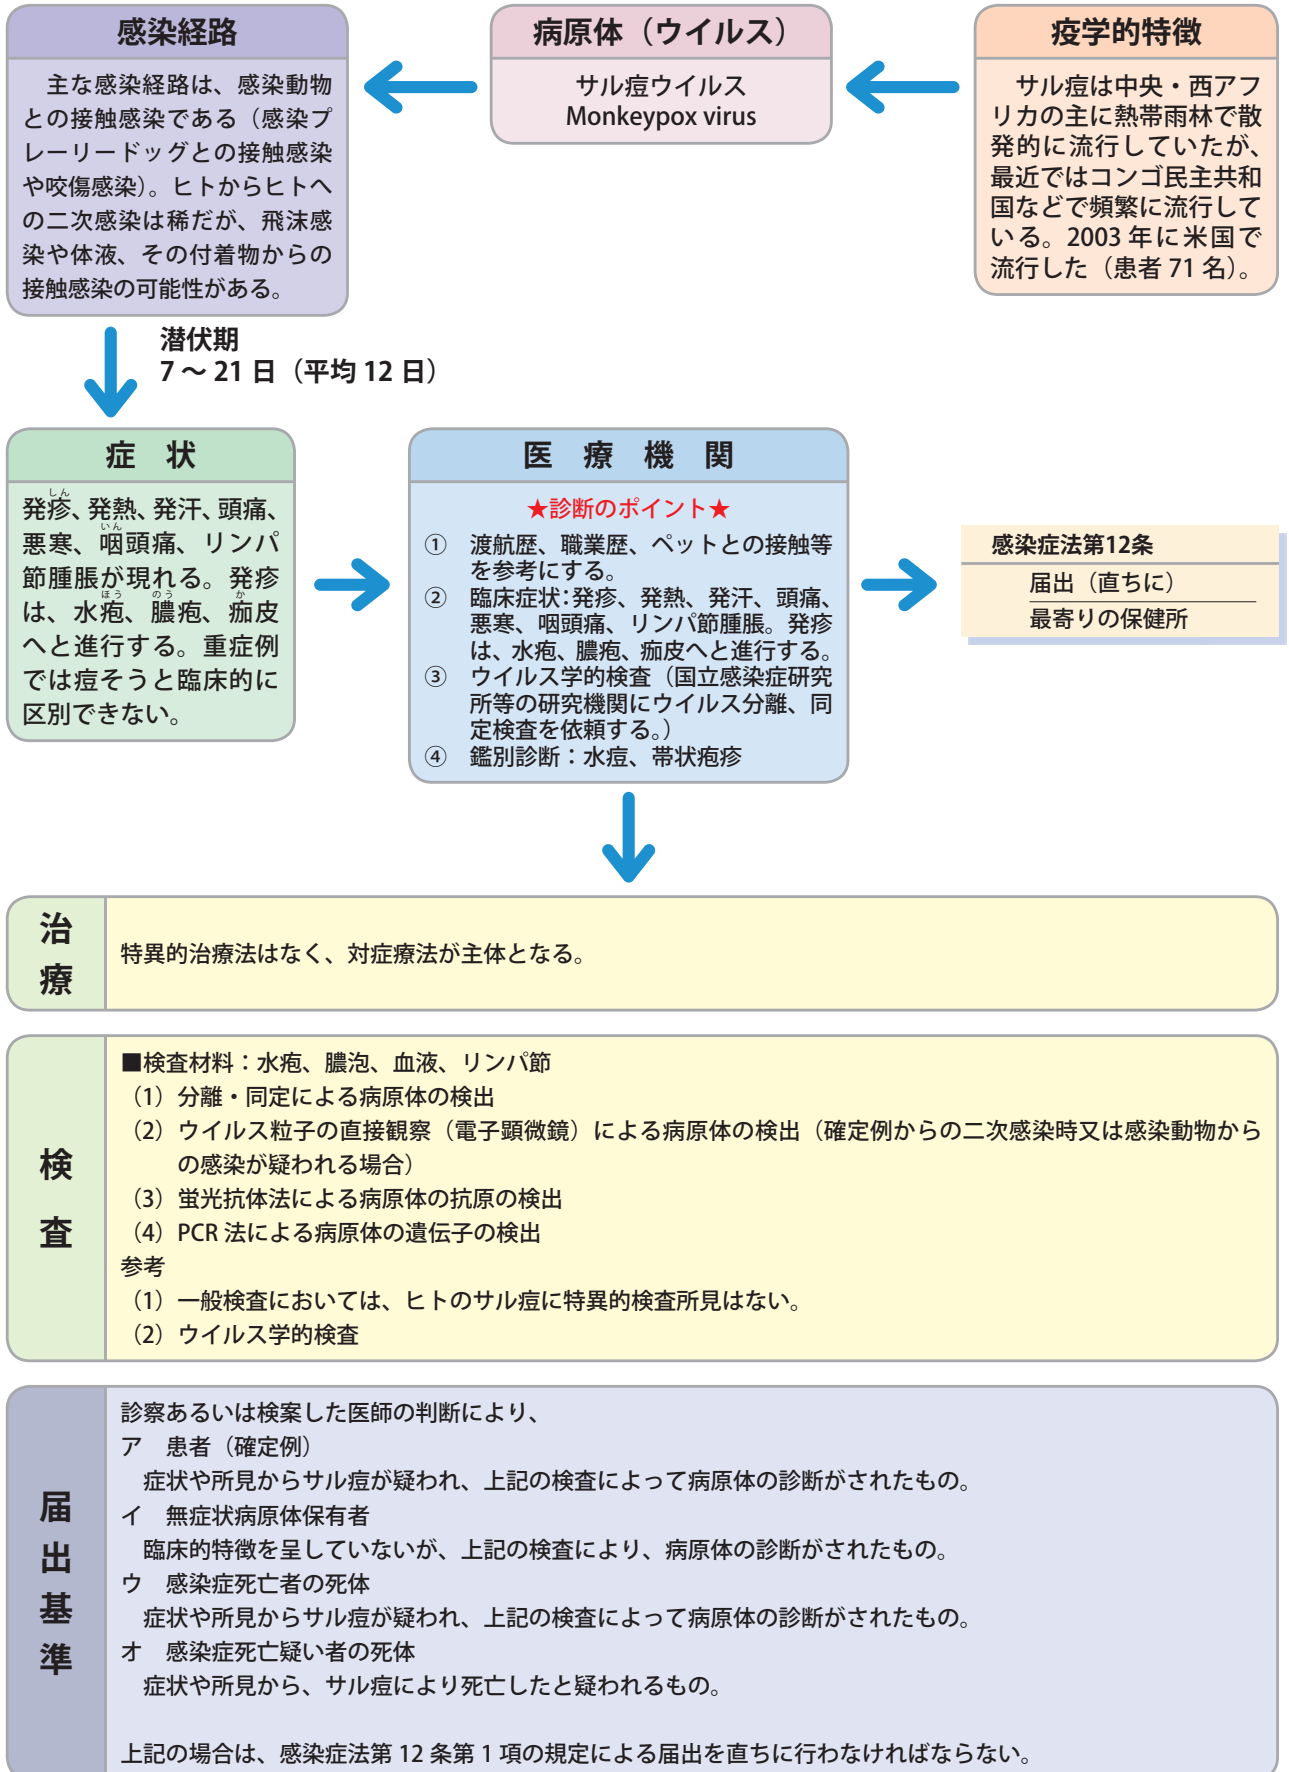 感染経路
主な感染経路は、感染動物
との接触感染である（感染プ
レーリードッグとの接触感染
や咬傷感染）。ヒトからヒトへ
の二次感染は稀だが、飛沫感
染や体液、その付着物からの
接触感染の可能性がある。
病原体（ウイルス）
サル痘ウイルス
Monkeypox virus
疫学的特徴
サル痘は中央・西アフ
リカの主に熱帯雨林で散
発的に流行していたが、
最近ではコンゴ民主共和
国などで頻繁に流行して
いる。2003 年に米国で
流行した（患者 71 名）。
潜伏期
7 〜 21 日（平均 12 日）
症　状
しん
発疹、発熱、発汗、頭痛、
いん
悪寒、咽頭痛、リンパ
節腫脹が現れる。発疹
ほう のう か
は、水疱、膿疱、痂皮
へと進行する。重症例
では痘そうと臨床的に
区別できない。
医　療　機　関
★診断のポイント★
①　渡航歴、職業歴、ペットとの接触等
を参考にする。
②　臨床症状：発疹、発熱、発汗、頭痛、
悪寒、咽頭痛、リンパ節腫脹。発疹
は、水疱、膿疱、痂皮へと進行する。
③　ウイルス学的検査（国立感染症研究
所等の研究機関にウイルス分離、同
定検査を依頼する。）
④　鑑別診断：水痘、帯状疱疹
感染症法第12条
届出（直ちに）
最寄りの保健所
治療
特異的治療法はなく、対症療法が主体となる。
検査
■検査材料：水疱、膿泡、血液、リンパ節
（1）分離・同定による病原体の検出
（2）ウイルス粒子の直接観察（電子顕微鏡）による病原体の検出（確定例からの二次感染時又は感染動物から
の感染が疑われる場合）
（3）蛍光抗体法による病原体の抗原の検出
（4）PCR 法による病原体の遺伝子の検出
参考
（1）一般検査においては、ヒトのサル痘に特異的検査所見はない。
（2）ウイルス学的検査
届出基準
診察あるいは検案した医師の判断により、
ア　患者（確定例）
症状や所見からサル痘が疑われ、上記の検査によって病原体の診断がされたもの。
イ　無症状病原体保有者
臨床的特徴を呈していないが、上記の検査により、病原体の診断がされたもの。
ウ　感染症死亡者の死体
症状や所見からサル痘が疑われ、上記の検査によって病原体の診断がされたもの。
オ　感染症死亡疑い者の死体
症状や所見から、サル痘により死亡したと疑われるもの。
上記の場合は、感染症法第 12 条第 1 項の規定による届出を直ちに行わなければならない。